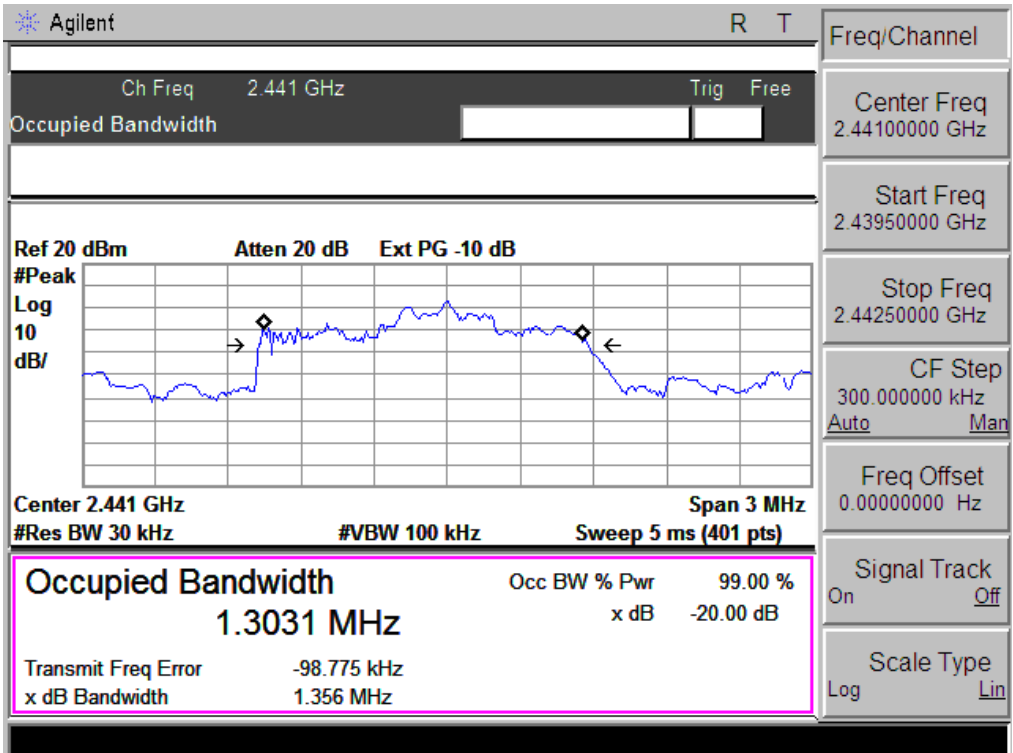 Agilent R T
Ch Freq 2.441 GHz Trig Free
Occupied Bandwidth
Ref 20 dBm Atten 20 dB Ext PG -10 dB
#Peak
Log
10
dB/
Center 2.441 GHz Span 3 MHz
#Res BW 30 kHz #VBW 100 kHz Sweep 5 ms (401 pts)
Occupied Bandwidth Occ BW % Pwr 99.00 %
1.3031 MHz x dB -20.00 dB
Transmit Freq Error -98.775 kHz
x dB Bandwidth 1.356 MHz
Freq/Channel
Center Freq
2.44100000 GHz
Start Freq
2.43950000 GHz
Stop Freq
2.44250000 GHz
CF Step
300.000000 kHz
Auto Man
Freq Offset
0.00000000 Hz
Signal Track
On Off
Scale Type
Log Lin